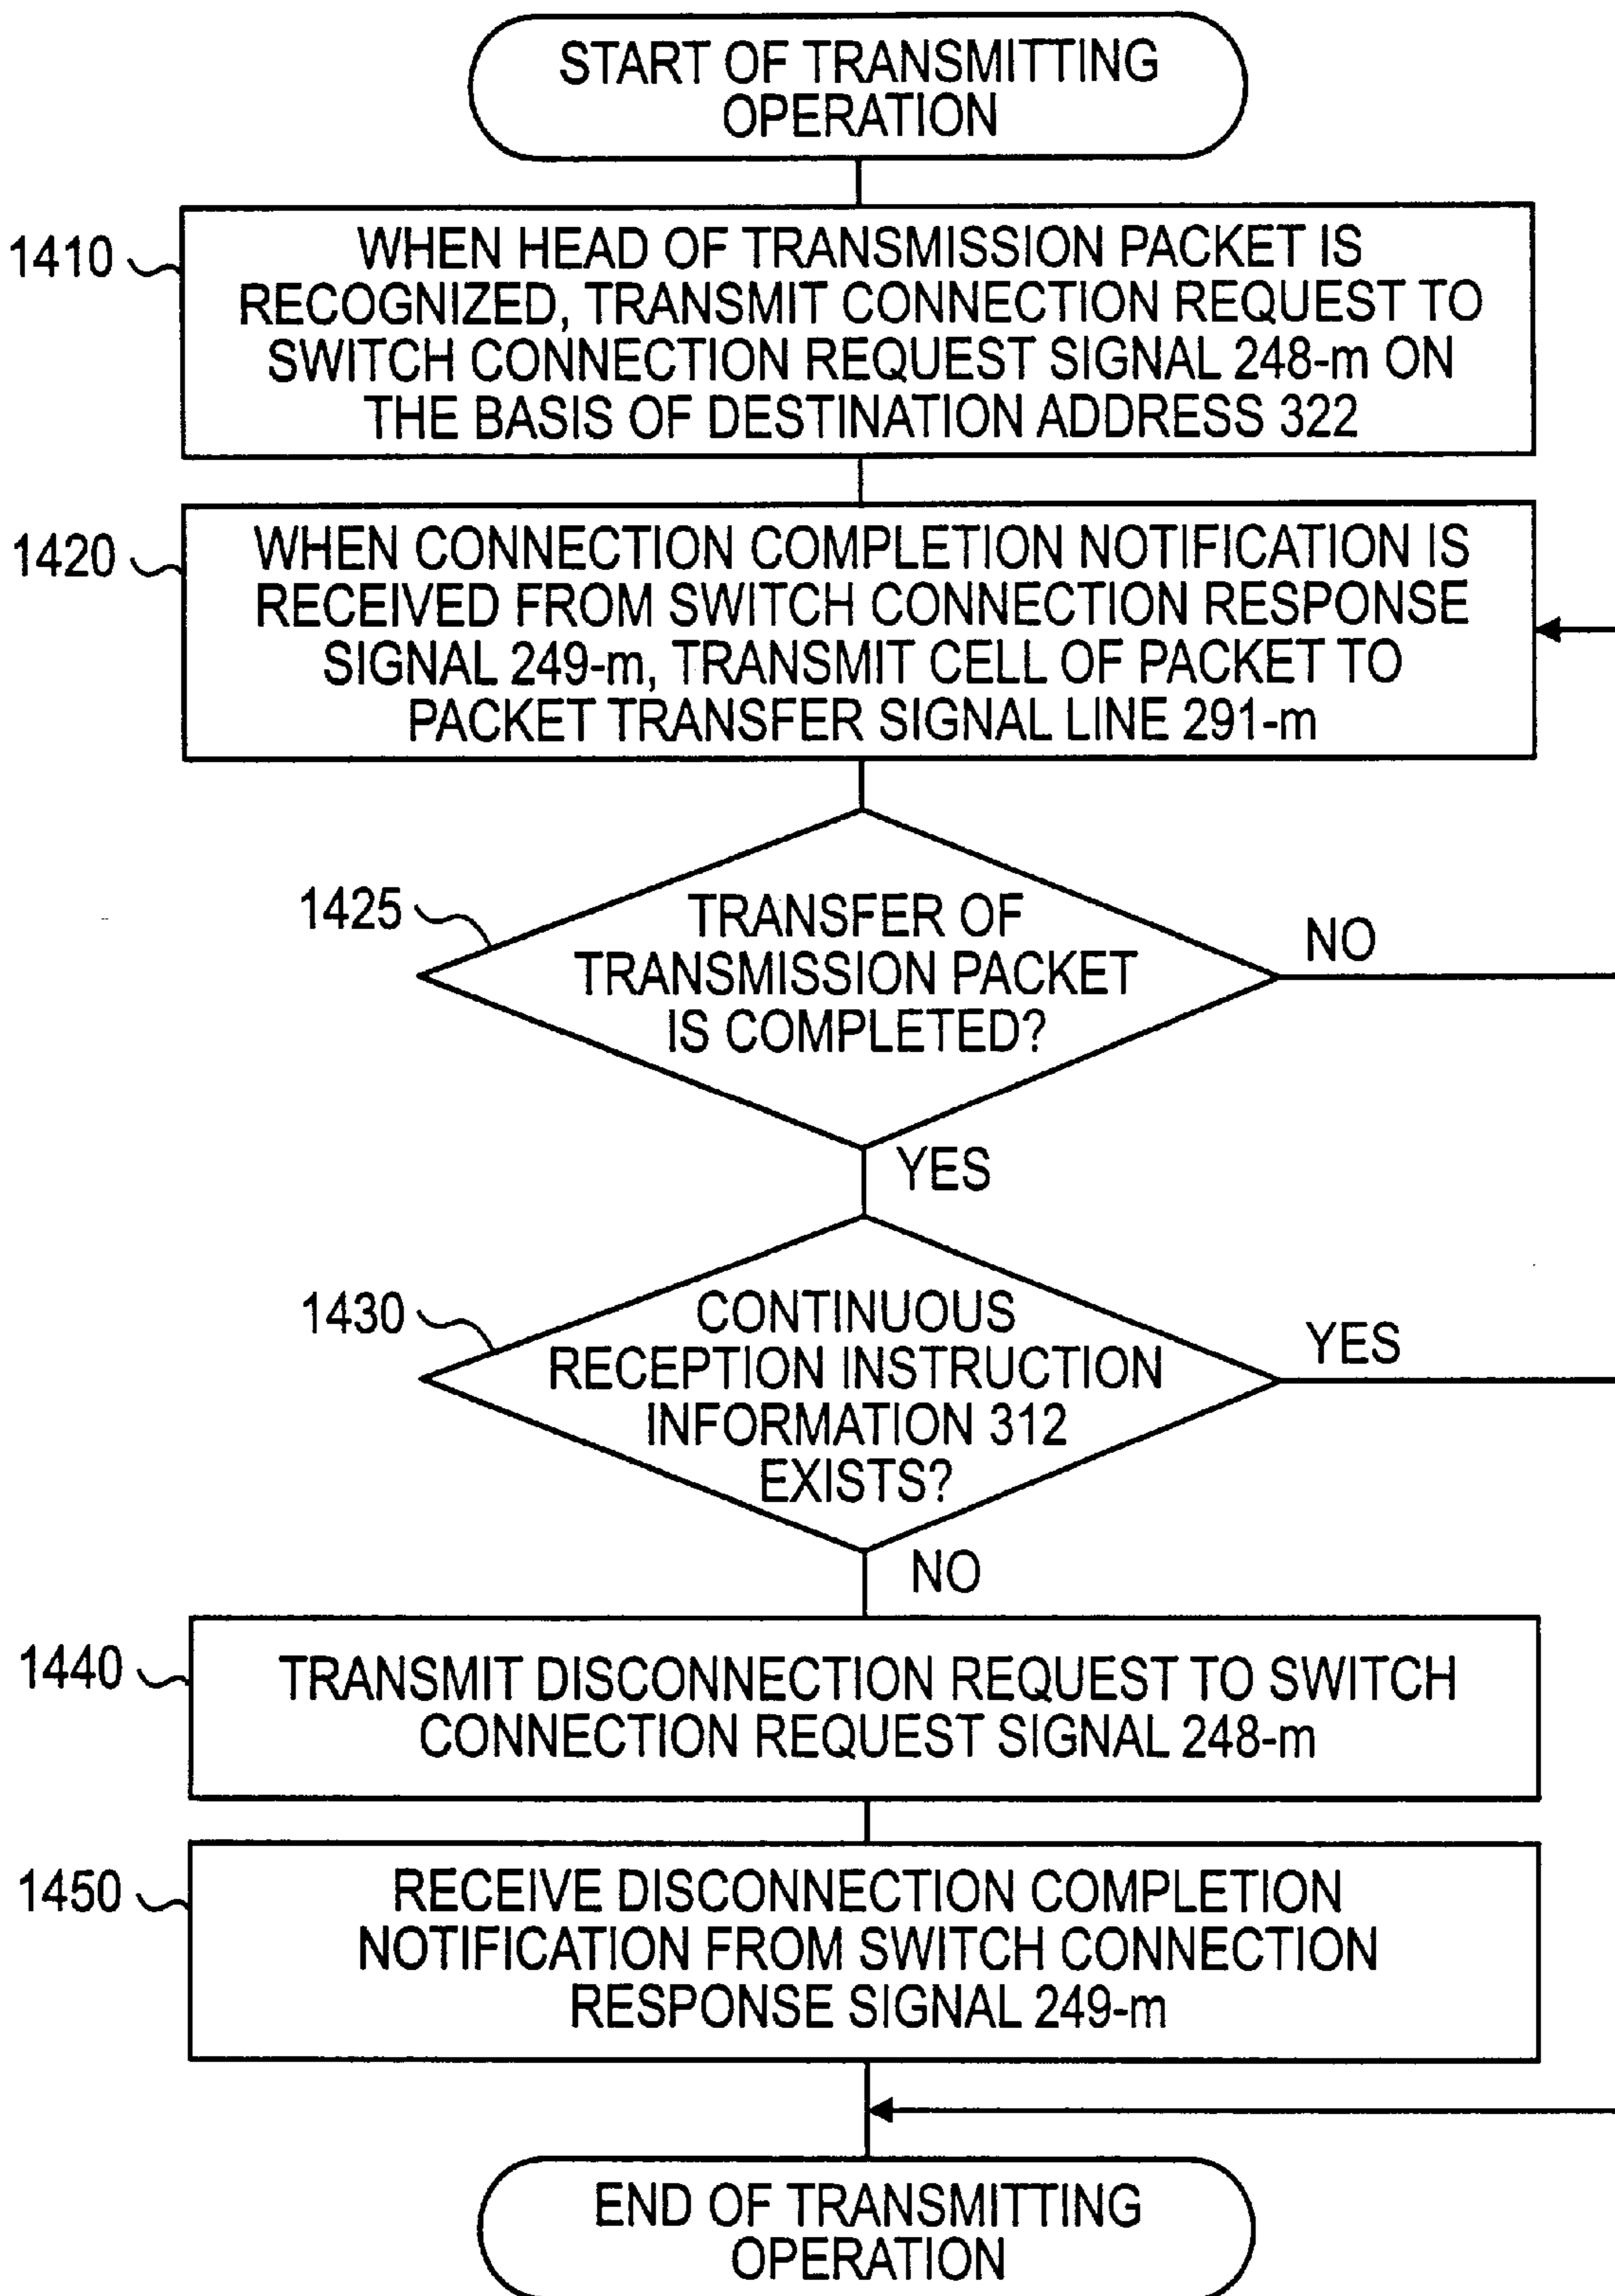 START OF TRANSMITTING
OPERATION
1410
WHEN HEAD OF TRANSMISSION PACKET IS
RECOGNIZED, TRANSMIT CONNECTION REQUEST TO
SWITCH CONNECTION REQUEST SIGNAL 248-m ON
THE BASIS OF DESTINATION ADDRESS 322
1420
WHEN CONNECTION COMPLETION NOTIFICATION IS
RECEIVED FROM SWITCH CONNECTION RESPONSE
SIGNAL 249-m, TRANSMIT CELL OF PACKET TO
PACKET TRANSFER SIGNAL LINE 291-m
1425
TRANSFER OF
TRANSMISSION PACKET
IS COMPLETED?
NO
YES
1430
CONTINUOUS
RECEPTION INSTRUCTION
INFORMATION 312
EXISTS?
YES
NO
1440
TRANSMIT DISCONNECTION REQUEST TO SWITCH
CONNECTION REQUEST SIGNAL 248-m
1450
RECEIVE DISCONNECTION COMPLETION
NOTIFICATION FROM SWITCH CONNECTION
RESPONSE SIGNAL 249-m
END OF TRANSMITTING
OPERATION